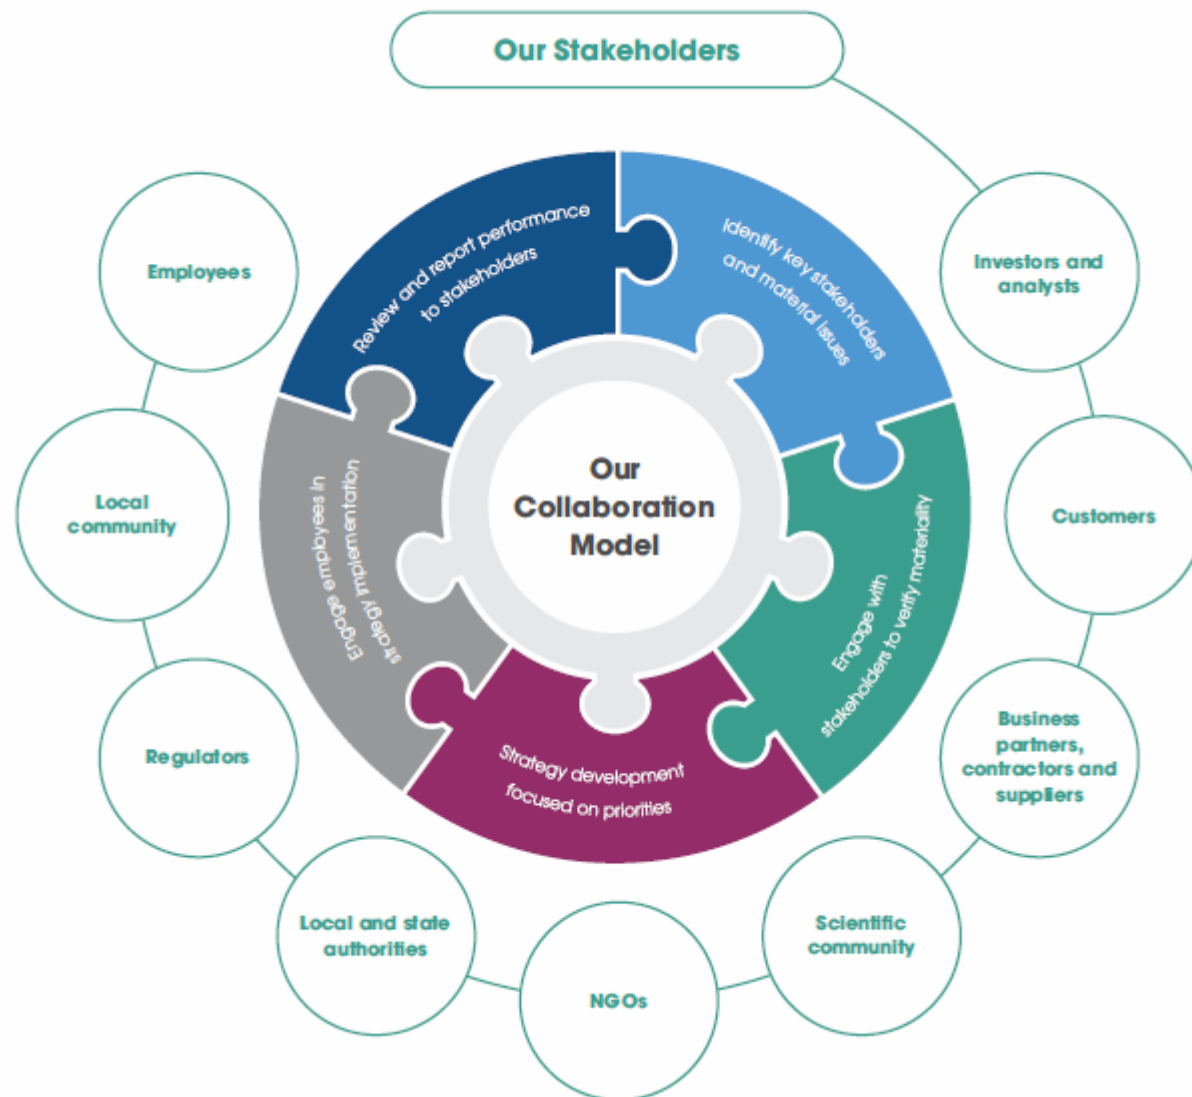 Our Stakeholders
Investors and
analysts
Customers
Business
partners,
contractors and
suppliers
Scientific
community
NGOs
Local and state
authorities
Regulators
Local
community
Employees
Our
Collaboration
Model
Identify key stakeholders
and material issues
Engage with
stakeholders to verify materiality
Strategy development
focused on priorities
Engage employees in
strategy implementation
Review and report performance
to stakeholders